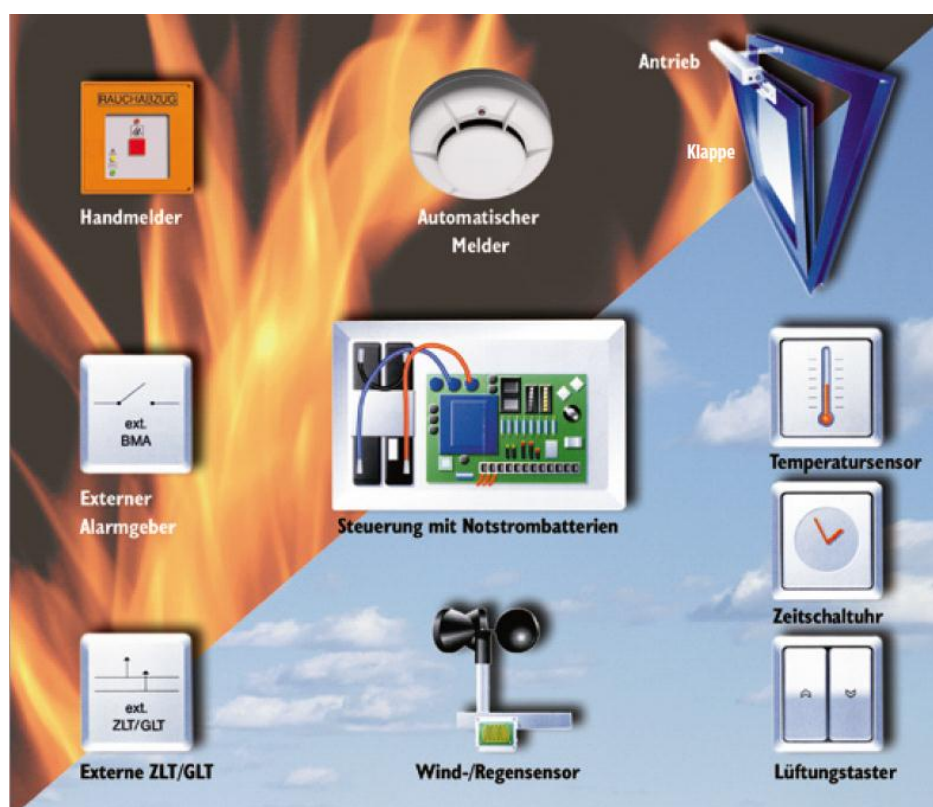 Antrieb
RAUCHABZUG
Klappe
Handmelder
Automatischer
Melder
ext.
BMA
Externer
Alarmgeber
Steuerung mit Notstrombatterien
Temperatursensor
Zeitschaltuhr
ext.
ZLT/GLT
Externe ZLT/GLT
Wind-/Regensensor
Lüftungstaster